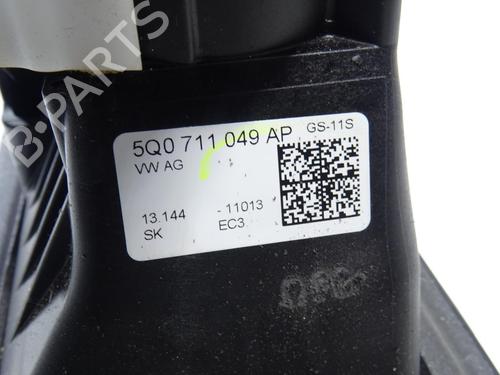 5Q0 711 049 AP GS-11S
VW AG
13.144 -11013
SK EC3
B-PARTS